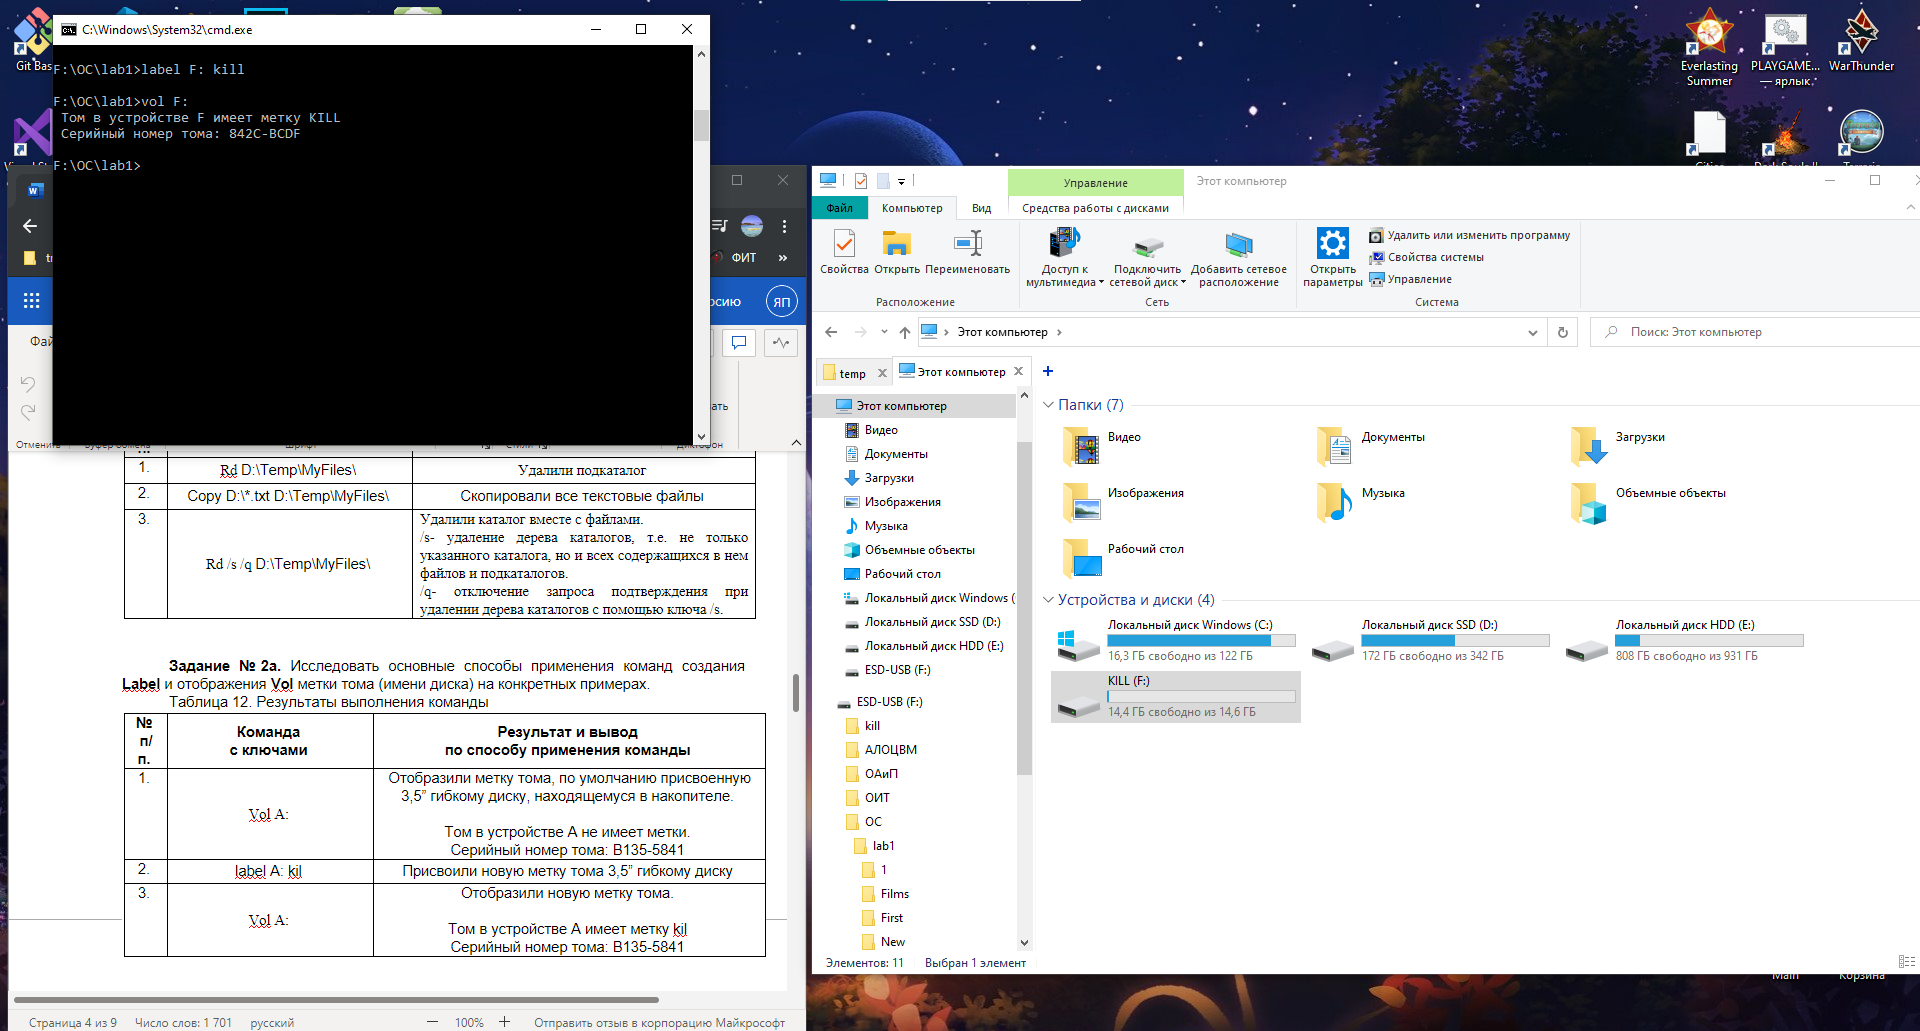 C:\Windows\System32\cmd.exe
F:\OC\lab1>label F: kill
F:\OC\lab1>vol F:
Том в устройстве F имеет метку KILL
Серийный номер тома: 842C-BCDF
F:\OC\lab1>
Git Bas
Everlasting Summer
PLAYGAME... — ярлык.
WarThunder
ФИТ
рсию
ЯП
Фай
Отменить
Буфер обмена
Шрифт
Стили
Диктофон
1.
Rd D:\Temp\MyFiles\
Удалили подкаталог
2.
Copy D:\*.txt D:\Temp\MyFiles\
Скопировали все текстовые файлы
3.
Rd /s /q D:\Temp\MyFiles\
Удалили каталог вместе с файлами.
/s- удаление дерева каталогов, т.е. не только
указанного каталога, но и всех содержащихся в нем
файлов и подкаталогов.
/q- отключение запроса подтверждения при
удалении дерева каталогов с помощью ключа /s.
Задание № 2а. Исследовать основные способы применения команд создания
Label и отображения Vol метки тома (имени диска) на конкретных примерах.
Таблица 12. Результаты выполнения команды
№ п/п.
Команда с ключами
Результат и вывод по способу применения команды
1.
Vol A:
Отобразили метку тома, по умолчанию присвоенную
3,5” гибкому диску, находящемуся в накопителе.
Том в устройстве A не имеет метки.
Серийный номер тома: B135-5841
2.
label A: kil
Присвоили новую метку тома 3,5” гибкому диску
3.
Vol A:
Отобразили новую метку тома.
Том в устройстве A имеет метку kil
Серийный номер тома: B135-5841
Страница 4 из 9
Число слов: 1 701
русский
100%
Отправить отзыв в корпорацию Майкрософт
Управление
Этот компьютер
Файл
Компьютер
Вид
Средства работы с дисками
Свойства
Открыть
Переименовать
Расположение
Доступ к мультимедиа
Подключить сетевой диск
Добавить сетевое расположение
Сеть
Открыть параметры
Удалить или изменить программу
Свойства системы
Управление
Система
Этот компьютер
Поиск: Этот компьютер
temp
Этот компьютер
Этот компьютер
Видео
Документы
Загрузки
Изображения
Музыка
Объемные объекты
Рабочий стол
Локальный диск Windows (
Локальный диск SSD (D:)
Локальный диск HDD (E:)
ESD-USB (F:)
ESD-USB (F:)
kill
АЛОЦВМ
ОАиП
ОИТ
ОС
lab1
1
Films
First
New
Папки (7)
Видео
Документы
Загрузки
Изображения
Музыка
Объемные объекты
Рабочий стол
Устройства и диски (4)
Локальный диск Windows (C:)
16,3 ГБ свободно из 122 ГБ
Локальный диск SSD (D:)
172 ГБ свободно из 342 ГБ
Локальный диск HDD (E:)
808 ГБ свободно из 931 ГБ
KILL (F:)
14,4 ГБ свободно из 14,6 ГБ
Элементов: 11
Выбран 1 элемент
Main
Корзина